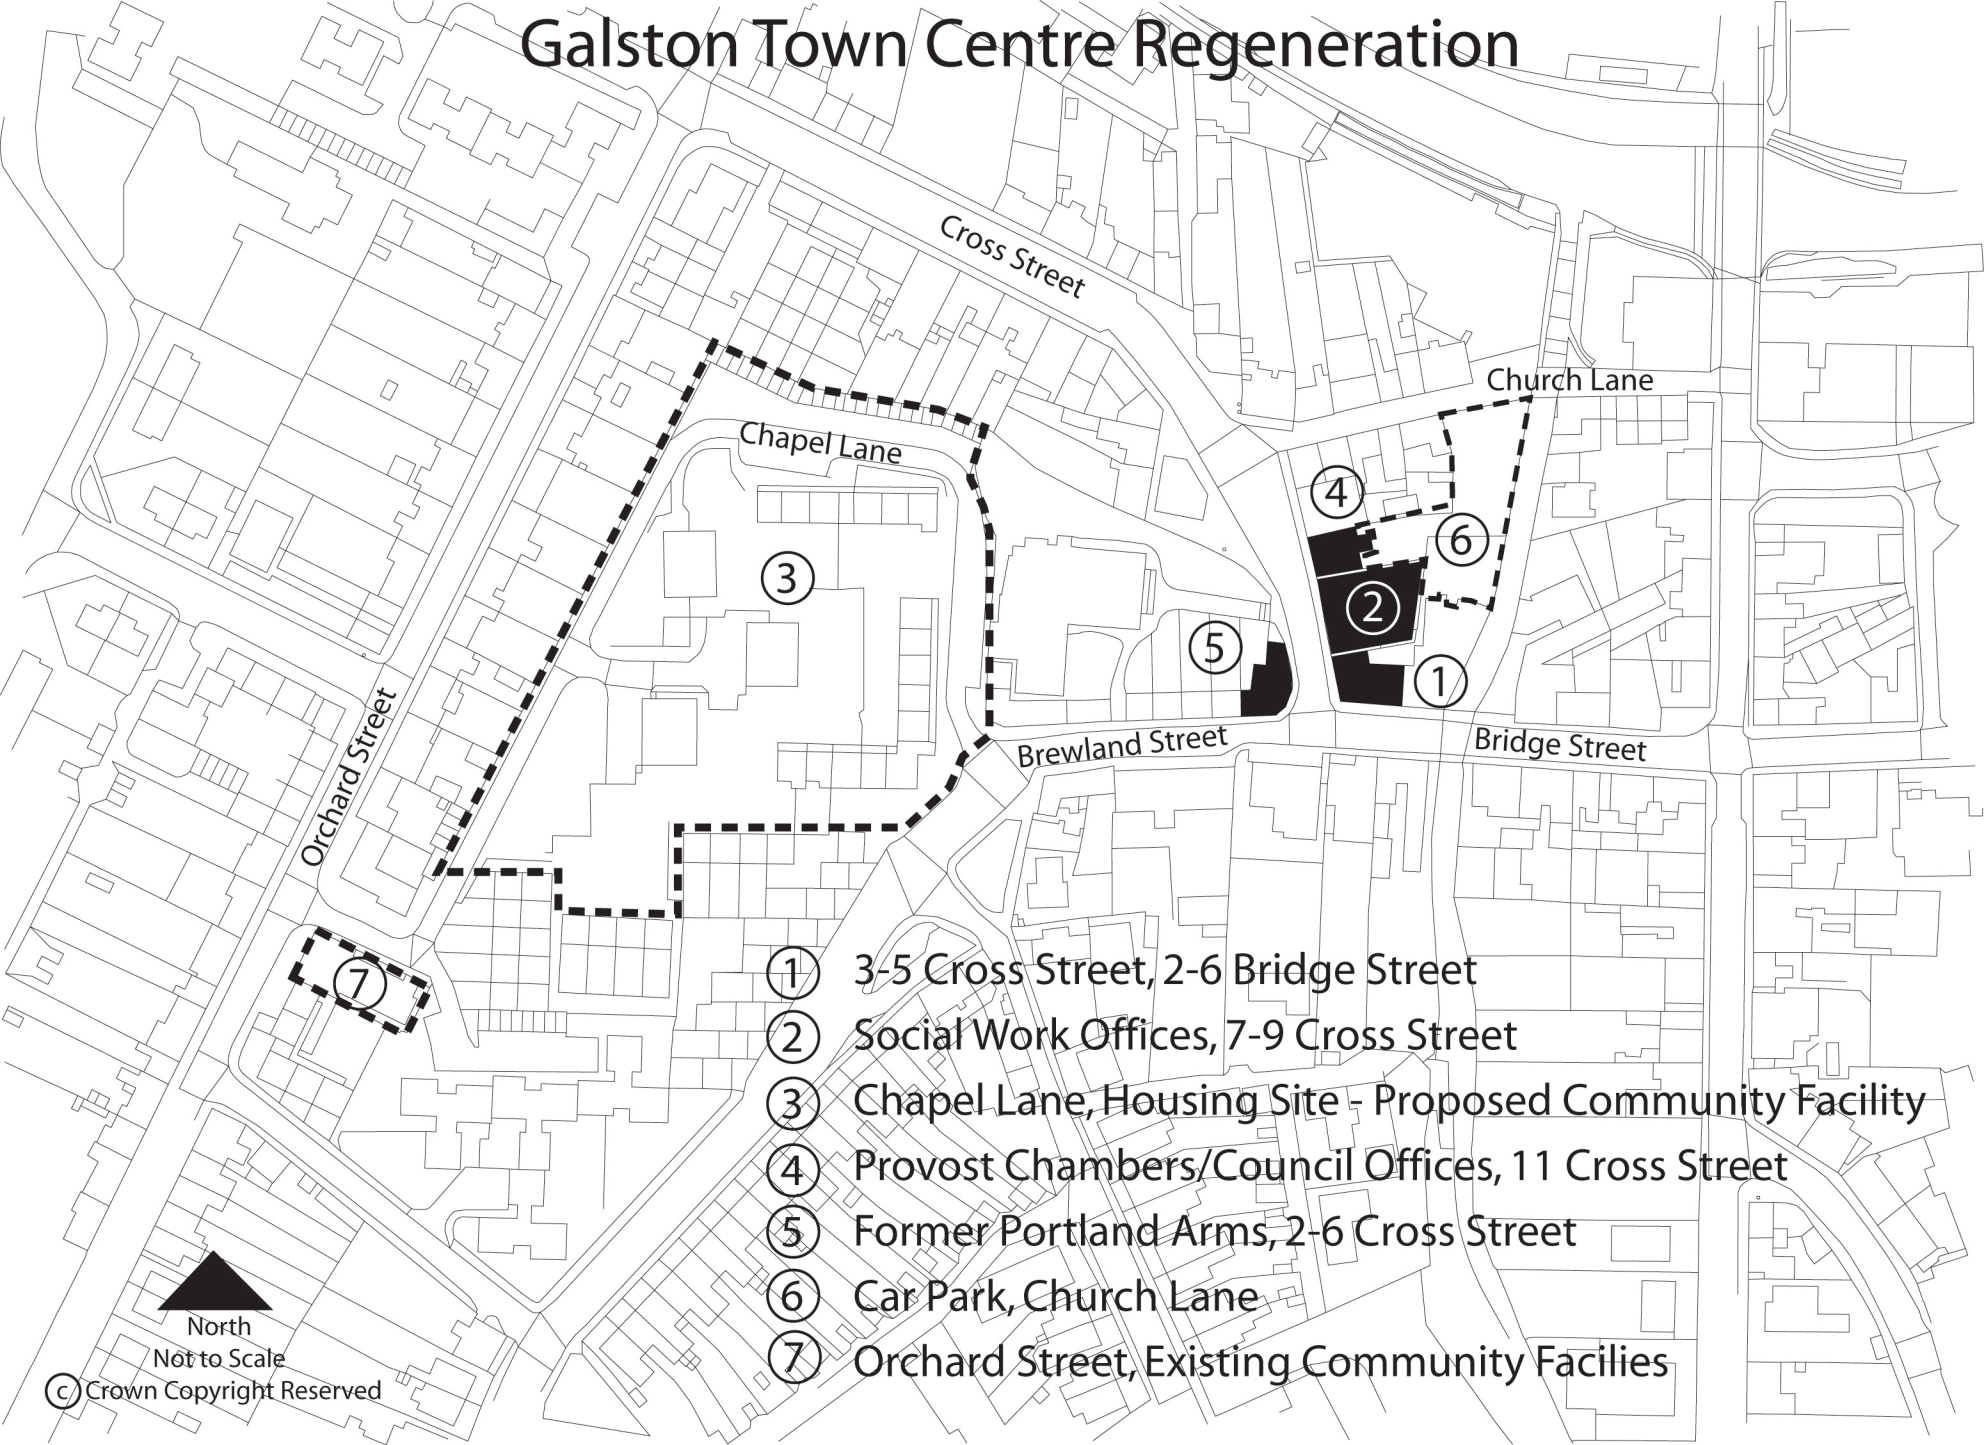 Galston Town Centre Regeneration
Cross Street
Church Lane
Chapel Lane
4
6
3
2
5
1
Orchard Street
Brewland Street
Bridge Street
7
1 3-5 Cross Street, 2-6 Bridge Street
2 Social Work Offices, 7-9 Cross Street
3 Chapel Lane, Housing Site - Proposed Community Facility
4 Provost Chambers/Council Offices, 11 Cross Street
5 Former Portland Arms, 2-6 Cross Street
6 Car Park, Church Lane
7 Orchard Street, Existing Community Facilies
North
Not to Scale
© Crown Copyright Reserved